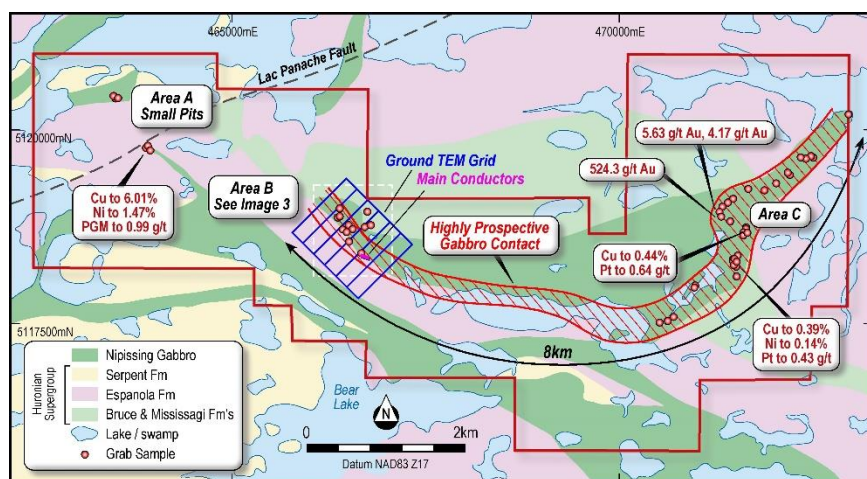 465000mE
470000mE
Lac Panache Fault
Area A
Small Pits
5120000mN
Cu to 6.01%
Ni to 1.47%
PGM to 0.99 g/t
Area B
See Image 3
Ground TEM Grid
Main Conductors
5.63 g/t Au, 4.17 g/t Au
524.3 g/t Au
Area C
Highly Prospective
Gabbro Contact
Cu to 0.44%
Pt to 0.64 g/t
Cu to 0.39%
Ni to 0.14%
Pt to 0.43 g/t
5117500mN
8km
Nipissing Gabbro
Huronian
Supergroup
Serpent Fm
Espanola Fm
Bruce & Mississagi Fm's
Lake / swamp
Grab Sample
Bear
Lake
N
0
2km
Datum NAD83 Z17